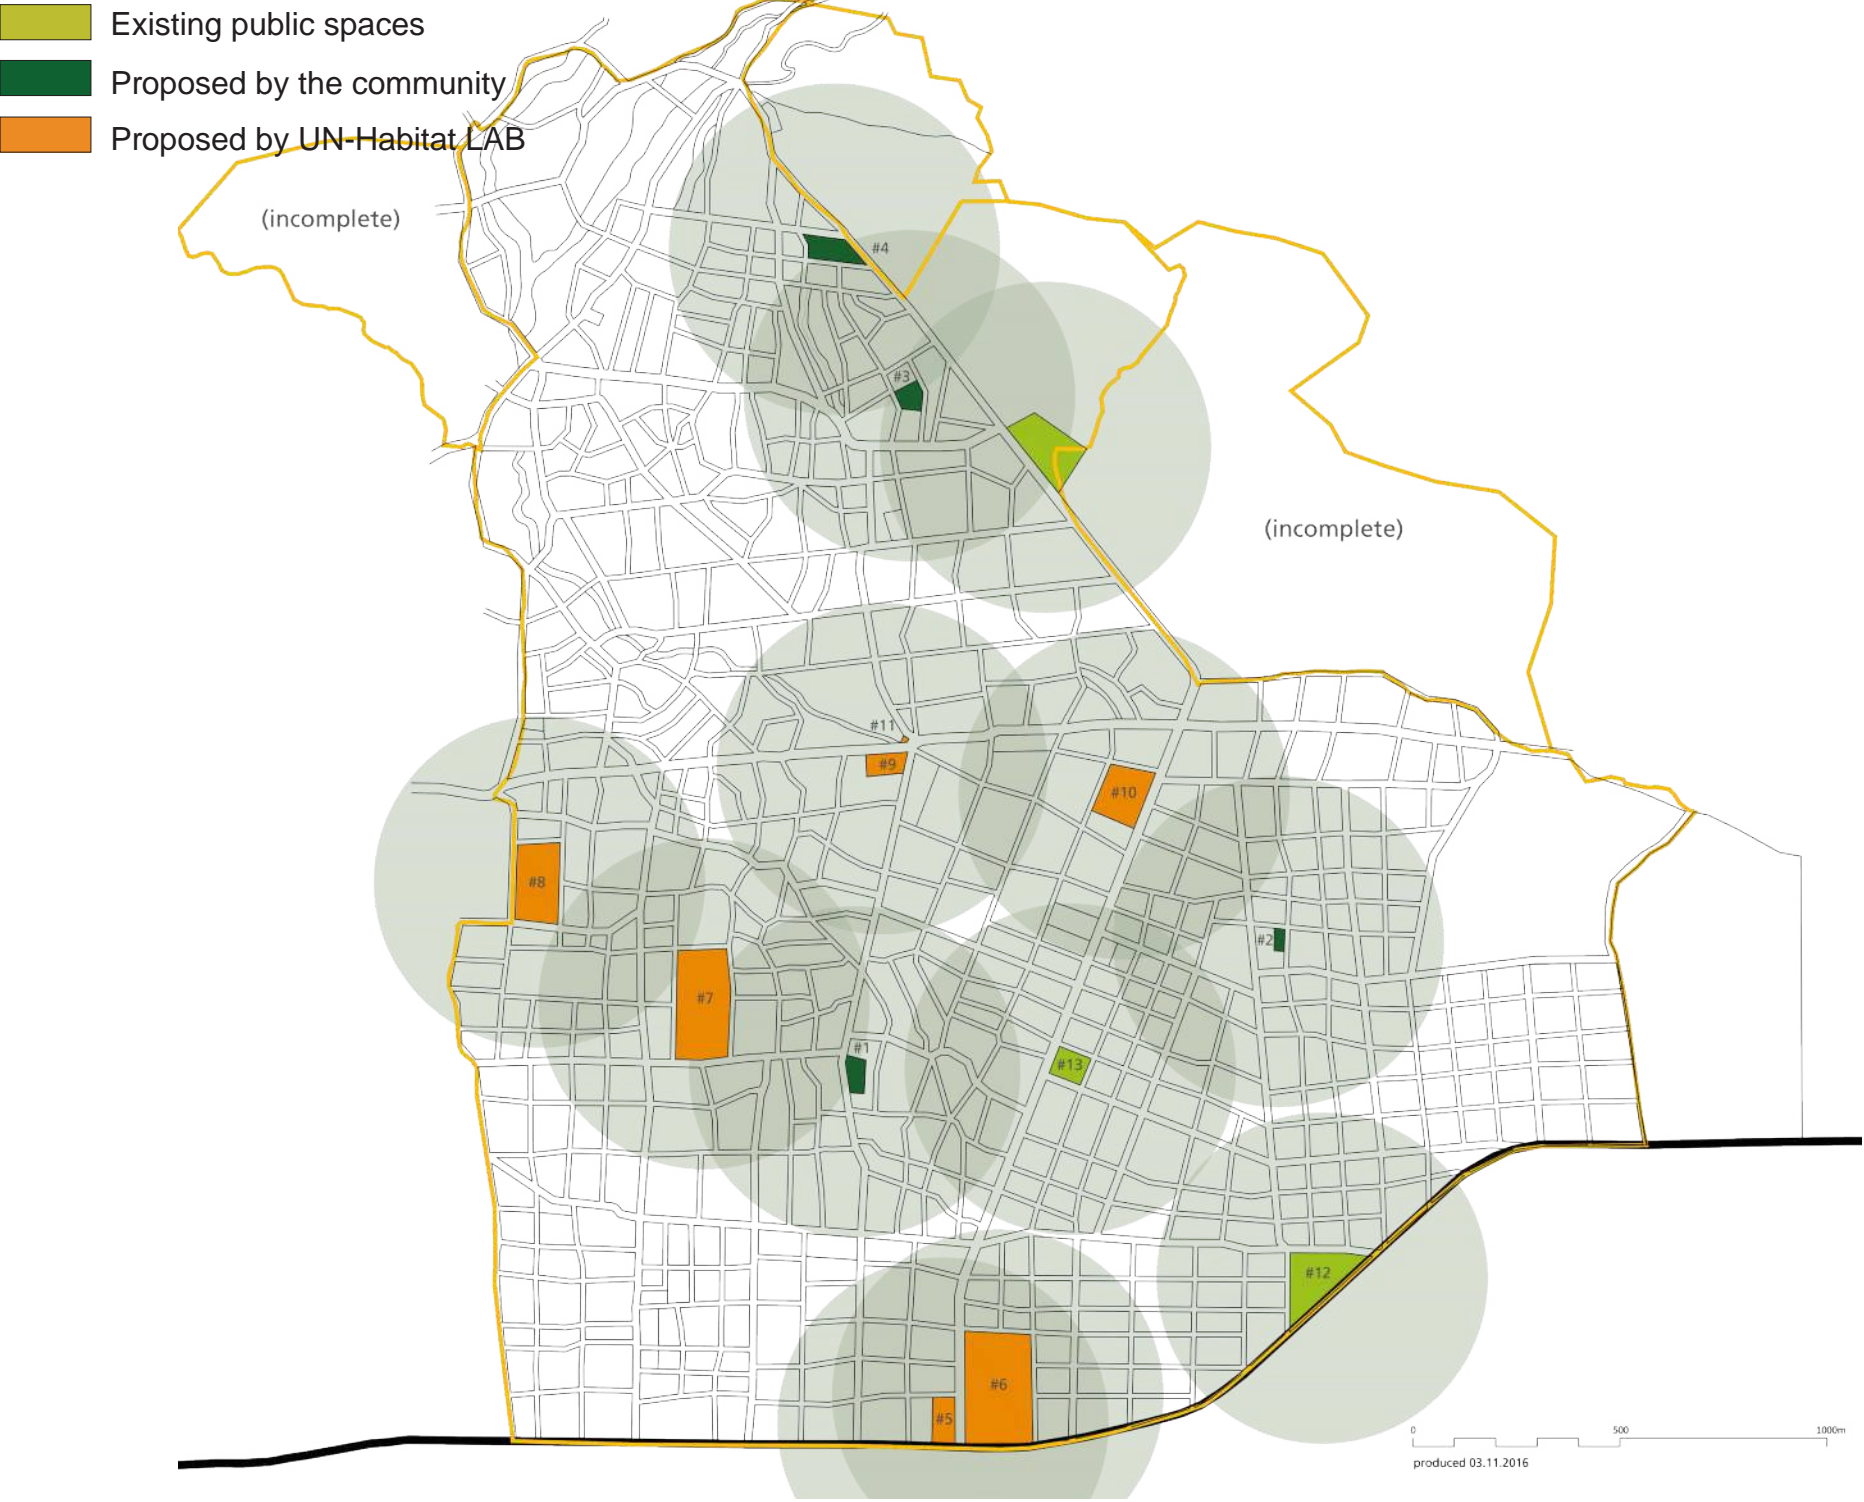 Existing public spaces
Proposed by the community
Proposed by UN-Habitat LAB
(incomplete)
#4
#3
(incomplete)
#11
#9
#10
#8
#2
#7
#1
#13
#12
#6
#5
0 500 1000m
produced 03.11.2016